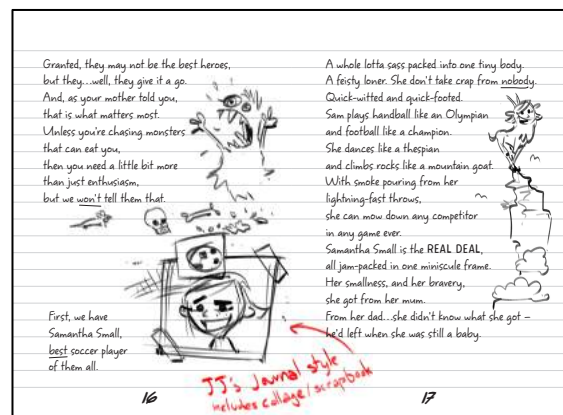 Granted, they may not be the best heroes,
but they...well, they give it a go.
And, as your mother told you,
that is what matters most.
Unless you're chasing monsters
that can eat you,
then you need a little bit more
than just enthusiasm,
but we won't tell them that.
First, we have
Samantha Small,
best soccer player
of them all.
16
A whole lotta sass packed into one tiny body.
A feisty loner. She don't take crap from nobody.
Quick-witted and quick-footed.
Sam plays handball like an Olympian
and football like a champion.
She dances like a thespian
and climbs rocks like a mountain goat.
With smoke pouring from her
lightning-fast throws,
she can mow down any competitor
in any game ever.
Samantha Small is the REAL DEAL,
all jam-packed in one miniscule frame.
Her smallness, and her bravery,
she got from her mum.
From her dad...she didn't know what she got –
he'd left when she was still a baby.
JJ's Journal style
includes collage/scrapbook
17